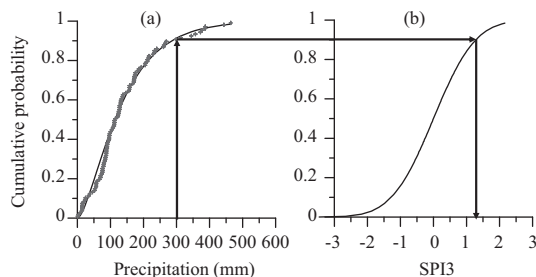 (a)
(b)
Cumulative probability
1
0.8
0.6
0.4
0.2
0
0 100 200 300 400 500 600
Precipitation (mm)
1
0.8
0.6
0.4
0.2
0
-3 -2 -1 0 1 2 3
SPI3